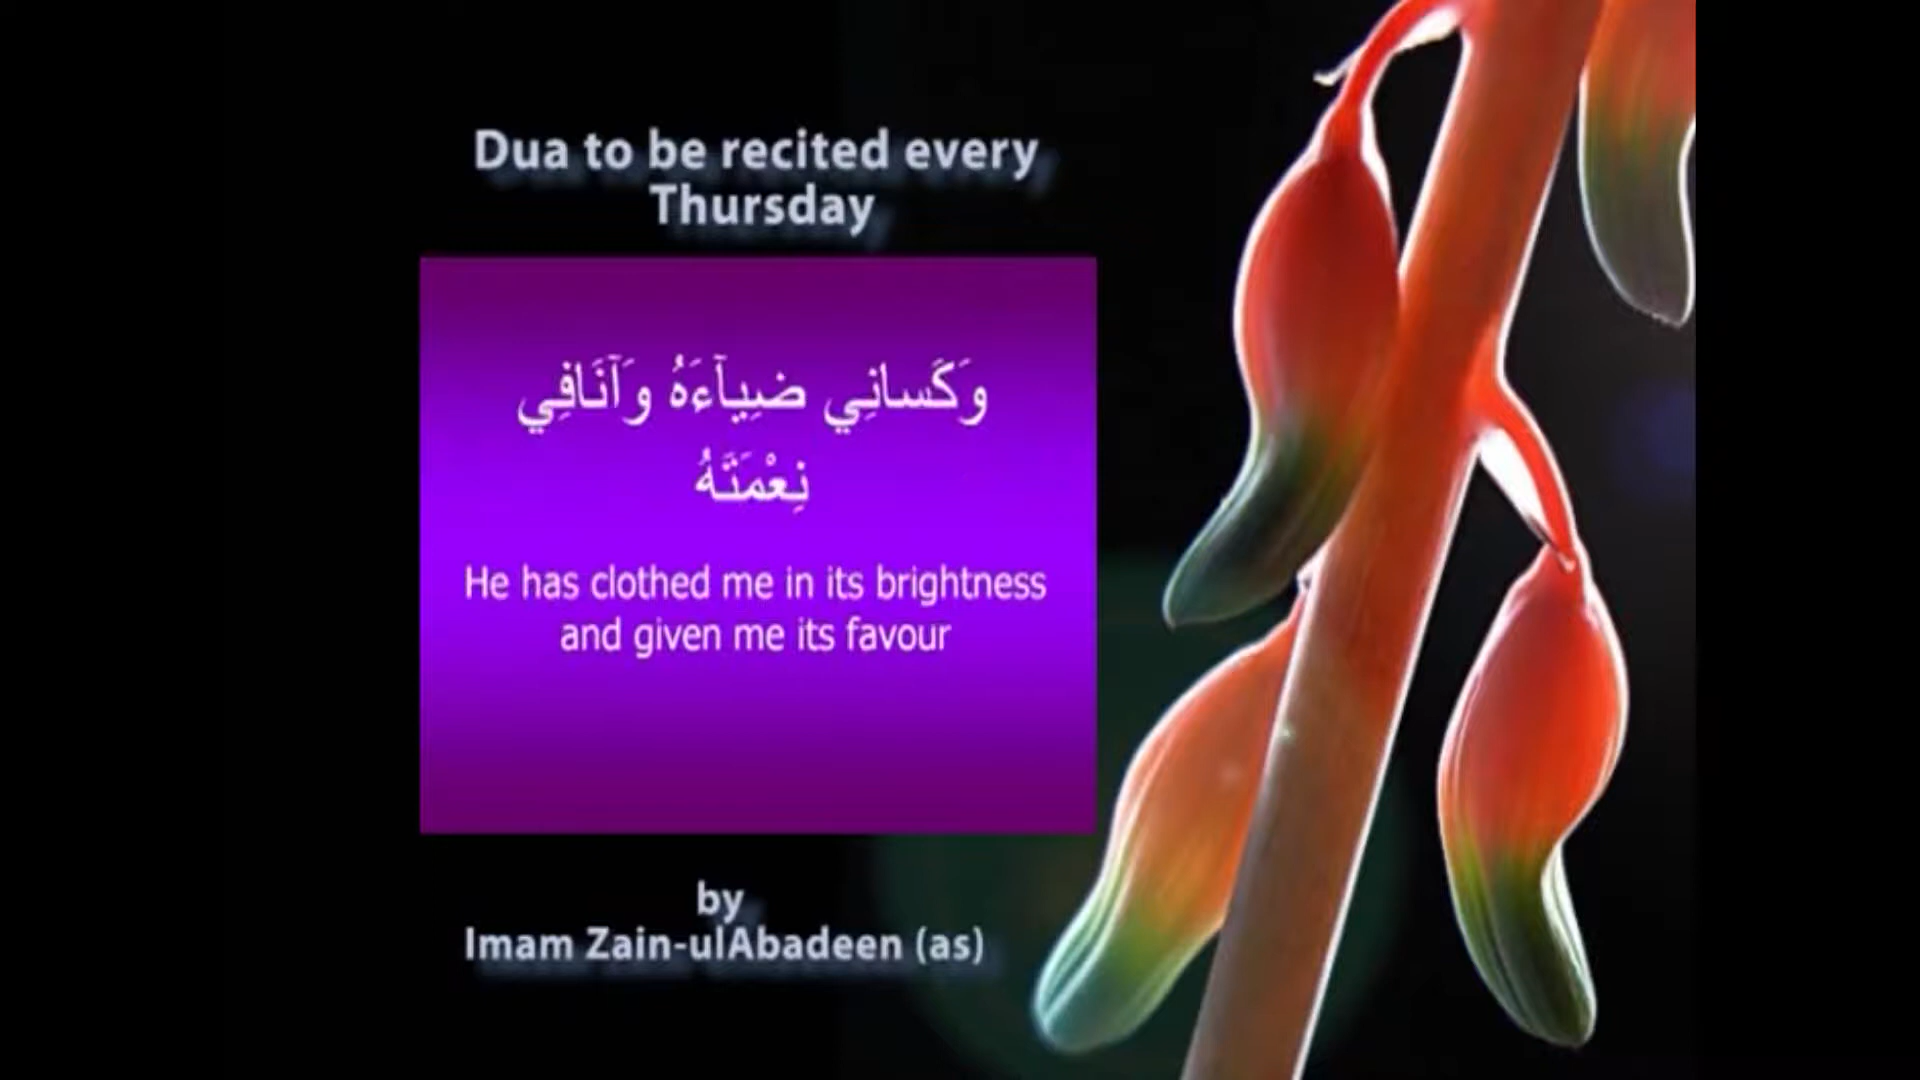 Dua to be recited every
Thursday
وَكَسانِي ضِيآءَهُ وَآنَافِي
نِعْمَتَهُ
He has clothed me in its brightness
and given me its favour
by
Imam Zain-ulAbadeen (as)